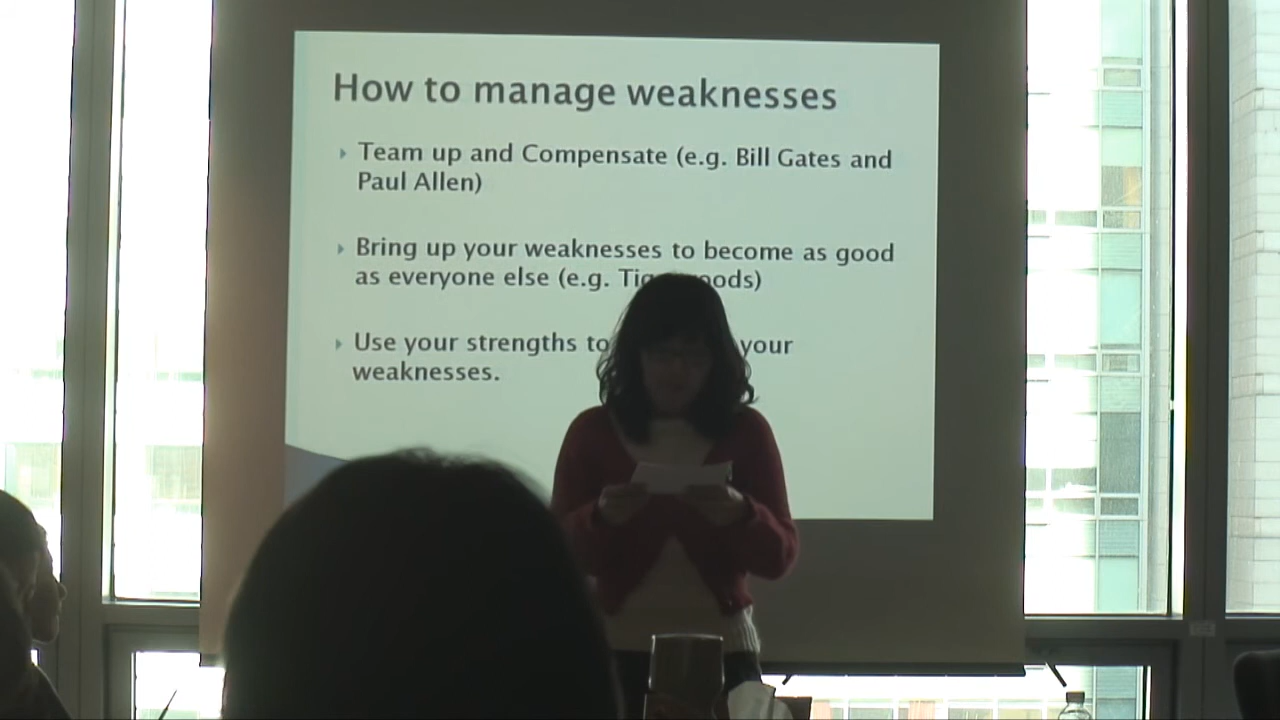 How to manage weaknesses
Team up and Compensate (e.g. Bill Gates and
Paul Allen)
Bring up your weaknesses to become as good
as everyone else (e.g. oods)
Use your strengths to your
weaknesses.